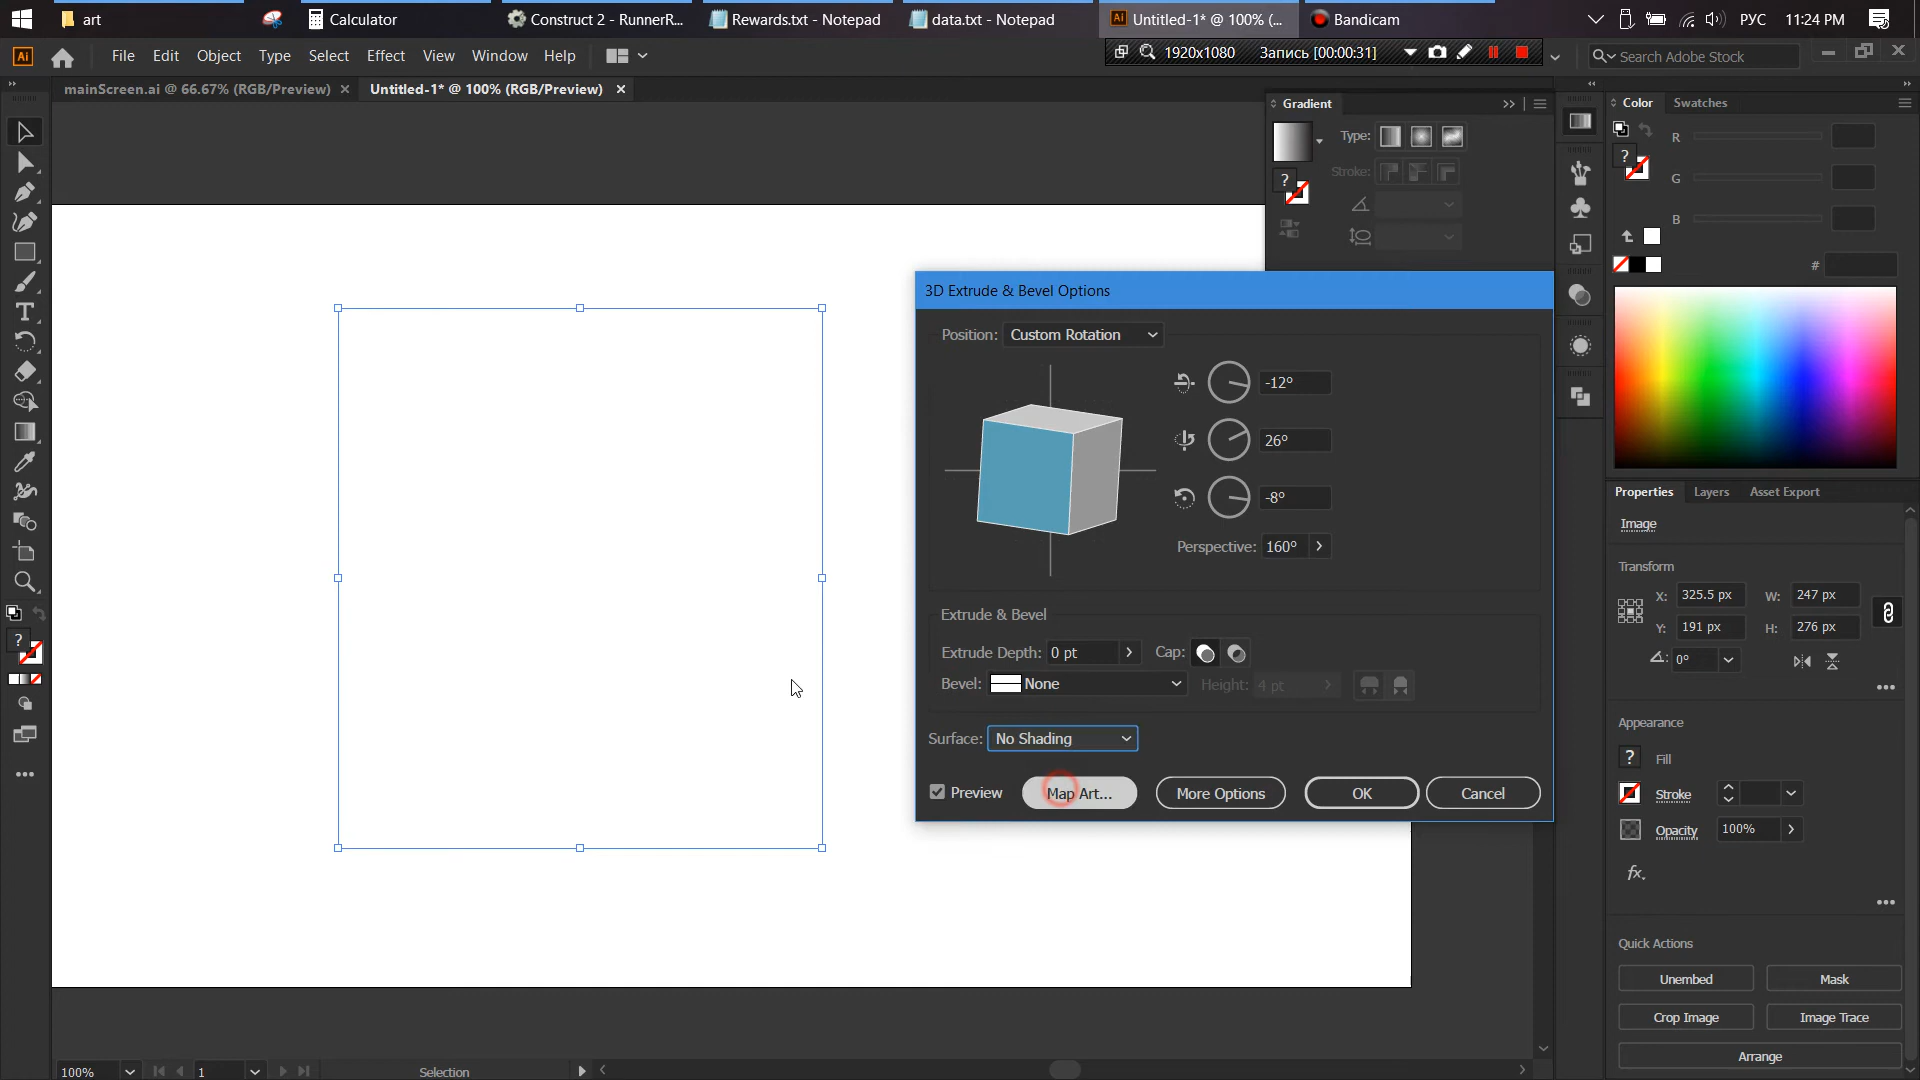 Calculator
Construct 2 - RunnerR...
Rewards.txt - Notepad
data.txt - Notepad
Untitled-1* @ 100% (...
Bandicam
art
РУС
11:24 PM
1920x1080
Запись [00:00:31]
Ai
File
Edit
Object
Type
Select
Effect
View
Window
Help
Search Adobe Stock
mainScreen.ai @ 66.67% (RGB/Preview)
Untitled-1* @ 100% (RGB/Preview)
Gradient
Type:
Stroke:
Color
Swatches
R
G
B
#
3D Extrude & Bevel Options
Position:
Custom Rotation
-12°
26°
-8°
Perspective:
160°
Extrude & Bevel
Extrude Depth:
0 pt
Cap:
Bevel:
None
Height:
4 pt
Surface:
No Shading
Preview
Map Art...
More Options
OK
Cancel
Properties
Layers
Asset Export
Image
Transform
X:
325.5 px
W:
247 px
Y:
191 px
H:
276 px
0°
Appearance
Fill
Stroke
Opacity
100%
fx.
Quick Actions
Unembed
Mask
Crop Image
Image Trace
Arrange
100%
1
Selection